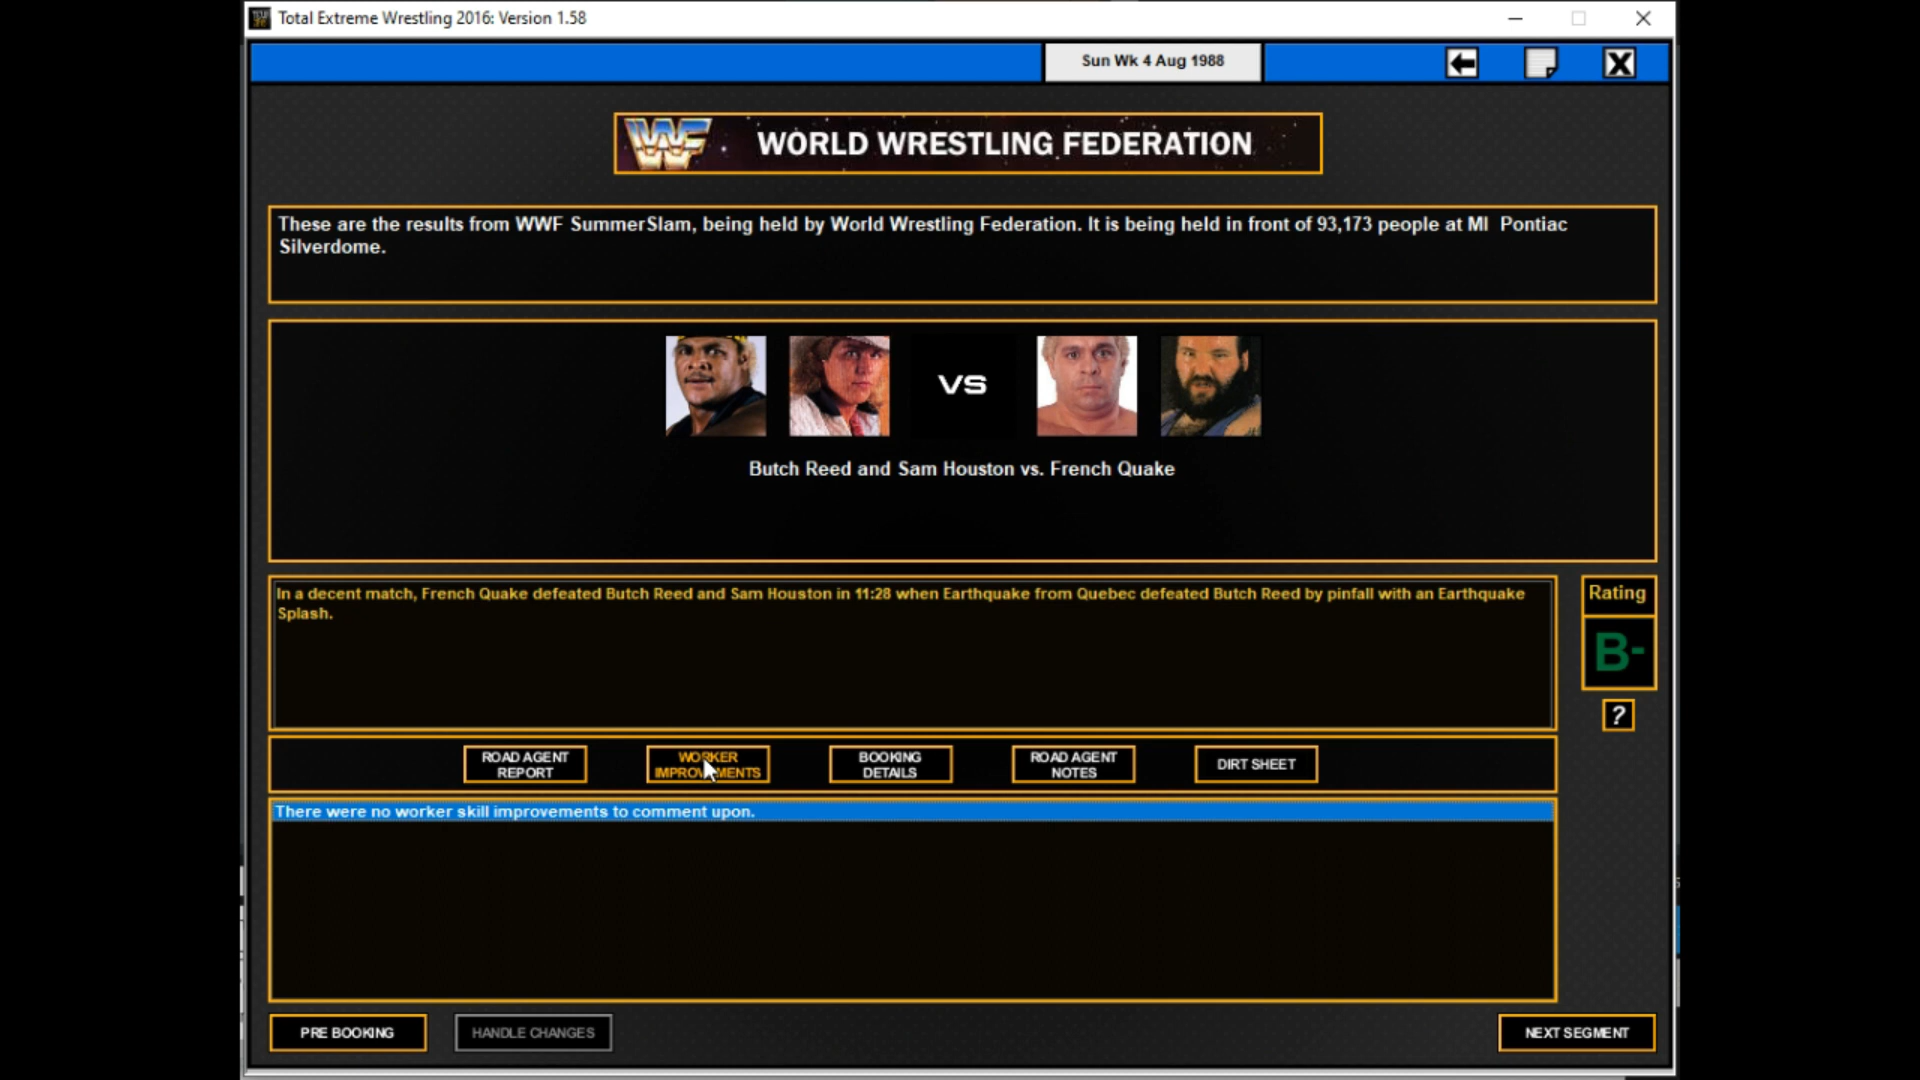 Total Extreme Wrestling 2016: Version 1.58
Sun Wk 4 Aug 1988
WF WORLD WRESTLING FEDERATION
These are the results from WWF SummerSlam, being held by World Wrestling Federation. It is being held in front of 93,173 people at MI Pontiac
Silverdome.
VS
Butch Reed and Sam Houston vs. French Quake
In a decent match, French Quake defeated Butch Reed and Sam Houston in 11:28 when Earthquake from Quebec defeated Butch Reed by pinfall with an Earthquake
Splash.
Rating
B-
?
ROAD AGENT
REPORT
WORKER
IMPROVEMENTS
BOOKING
DETAILS
ROAD AGENT
NOTES
DIRT SHEET
There were no worker skill improvements to comment upon.
PRE BOOKING
HANDLE CHANGES
NEXT SEGMENT